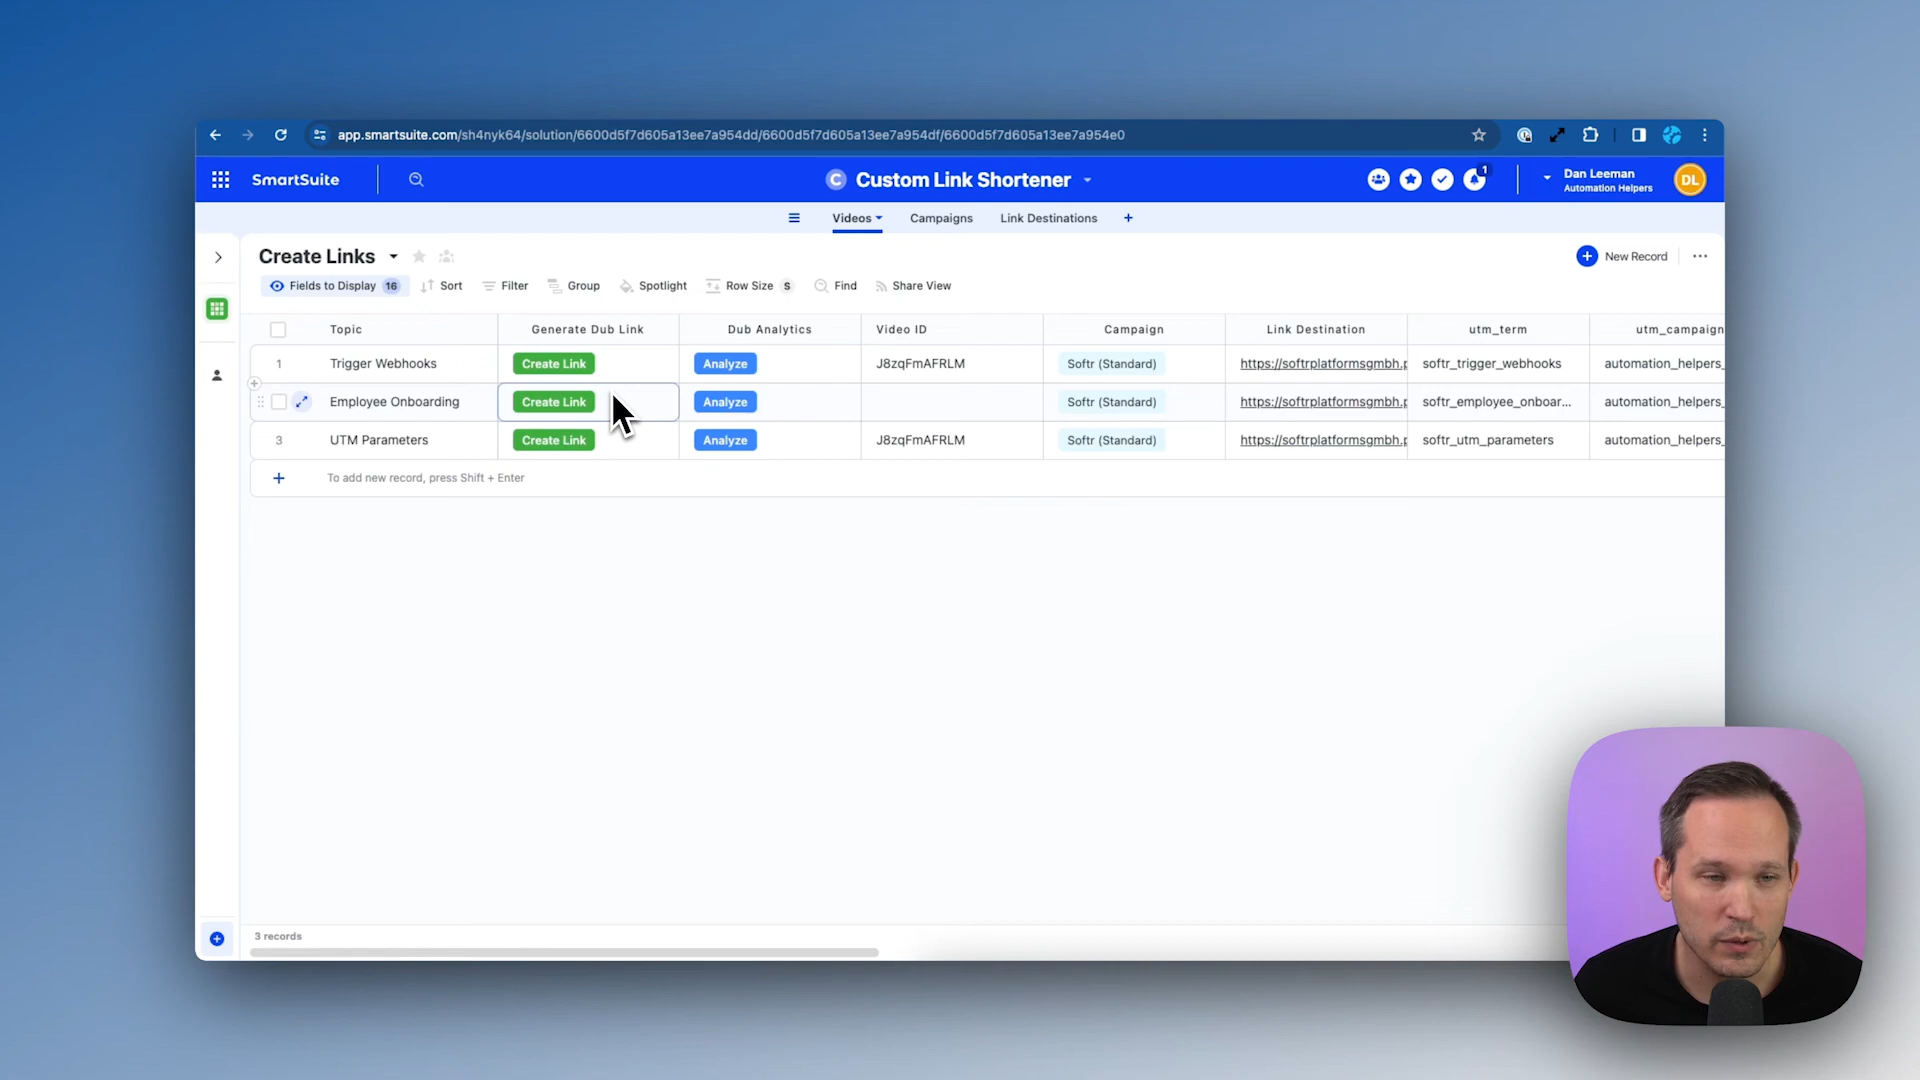 app.smartsuite.com/sh4nyk64/solution/6600d5f7d605a13ee7a954dd/6600d5f7d605a13ee7a954df/6600d5f7d605a13ee7a954e0
SmartSuite
C Custom Link Shortener
1
Dan Leeman
Automation Helpers
DL
Videos Campaigns Link Destinations
Create Links
New Record
Fields to Display 16 Sort Filter Group Spotlight Row Size S Find Share View
Topic Generate Dub Link Dub Analytics Video ID Campaign Link Destination utm_term utm_campaign
1 Trigger Webhooks Create Link Analyze J8zqFmAFRLM Softr (Standard) https://softrplatformsgmbh.p softr_trigger_webhooks automation_helpers_
Employee Onboarding Create Link Analyze Softr (Standard) https://softrplatformsgmbh.p softr_employee_onboar... automation_helpers_
3 UTM Parameters Create Link Analyze J8zqFmAFRLM Softr (Standard) https://softrplatformsgmbh.p softr_utm_parameters automation_helpers_
To add new record, press Shift + Enter
3 records